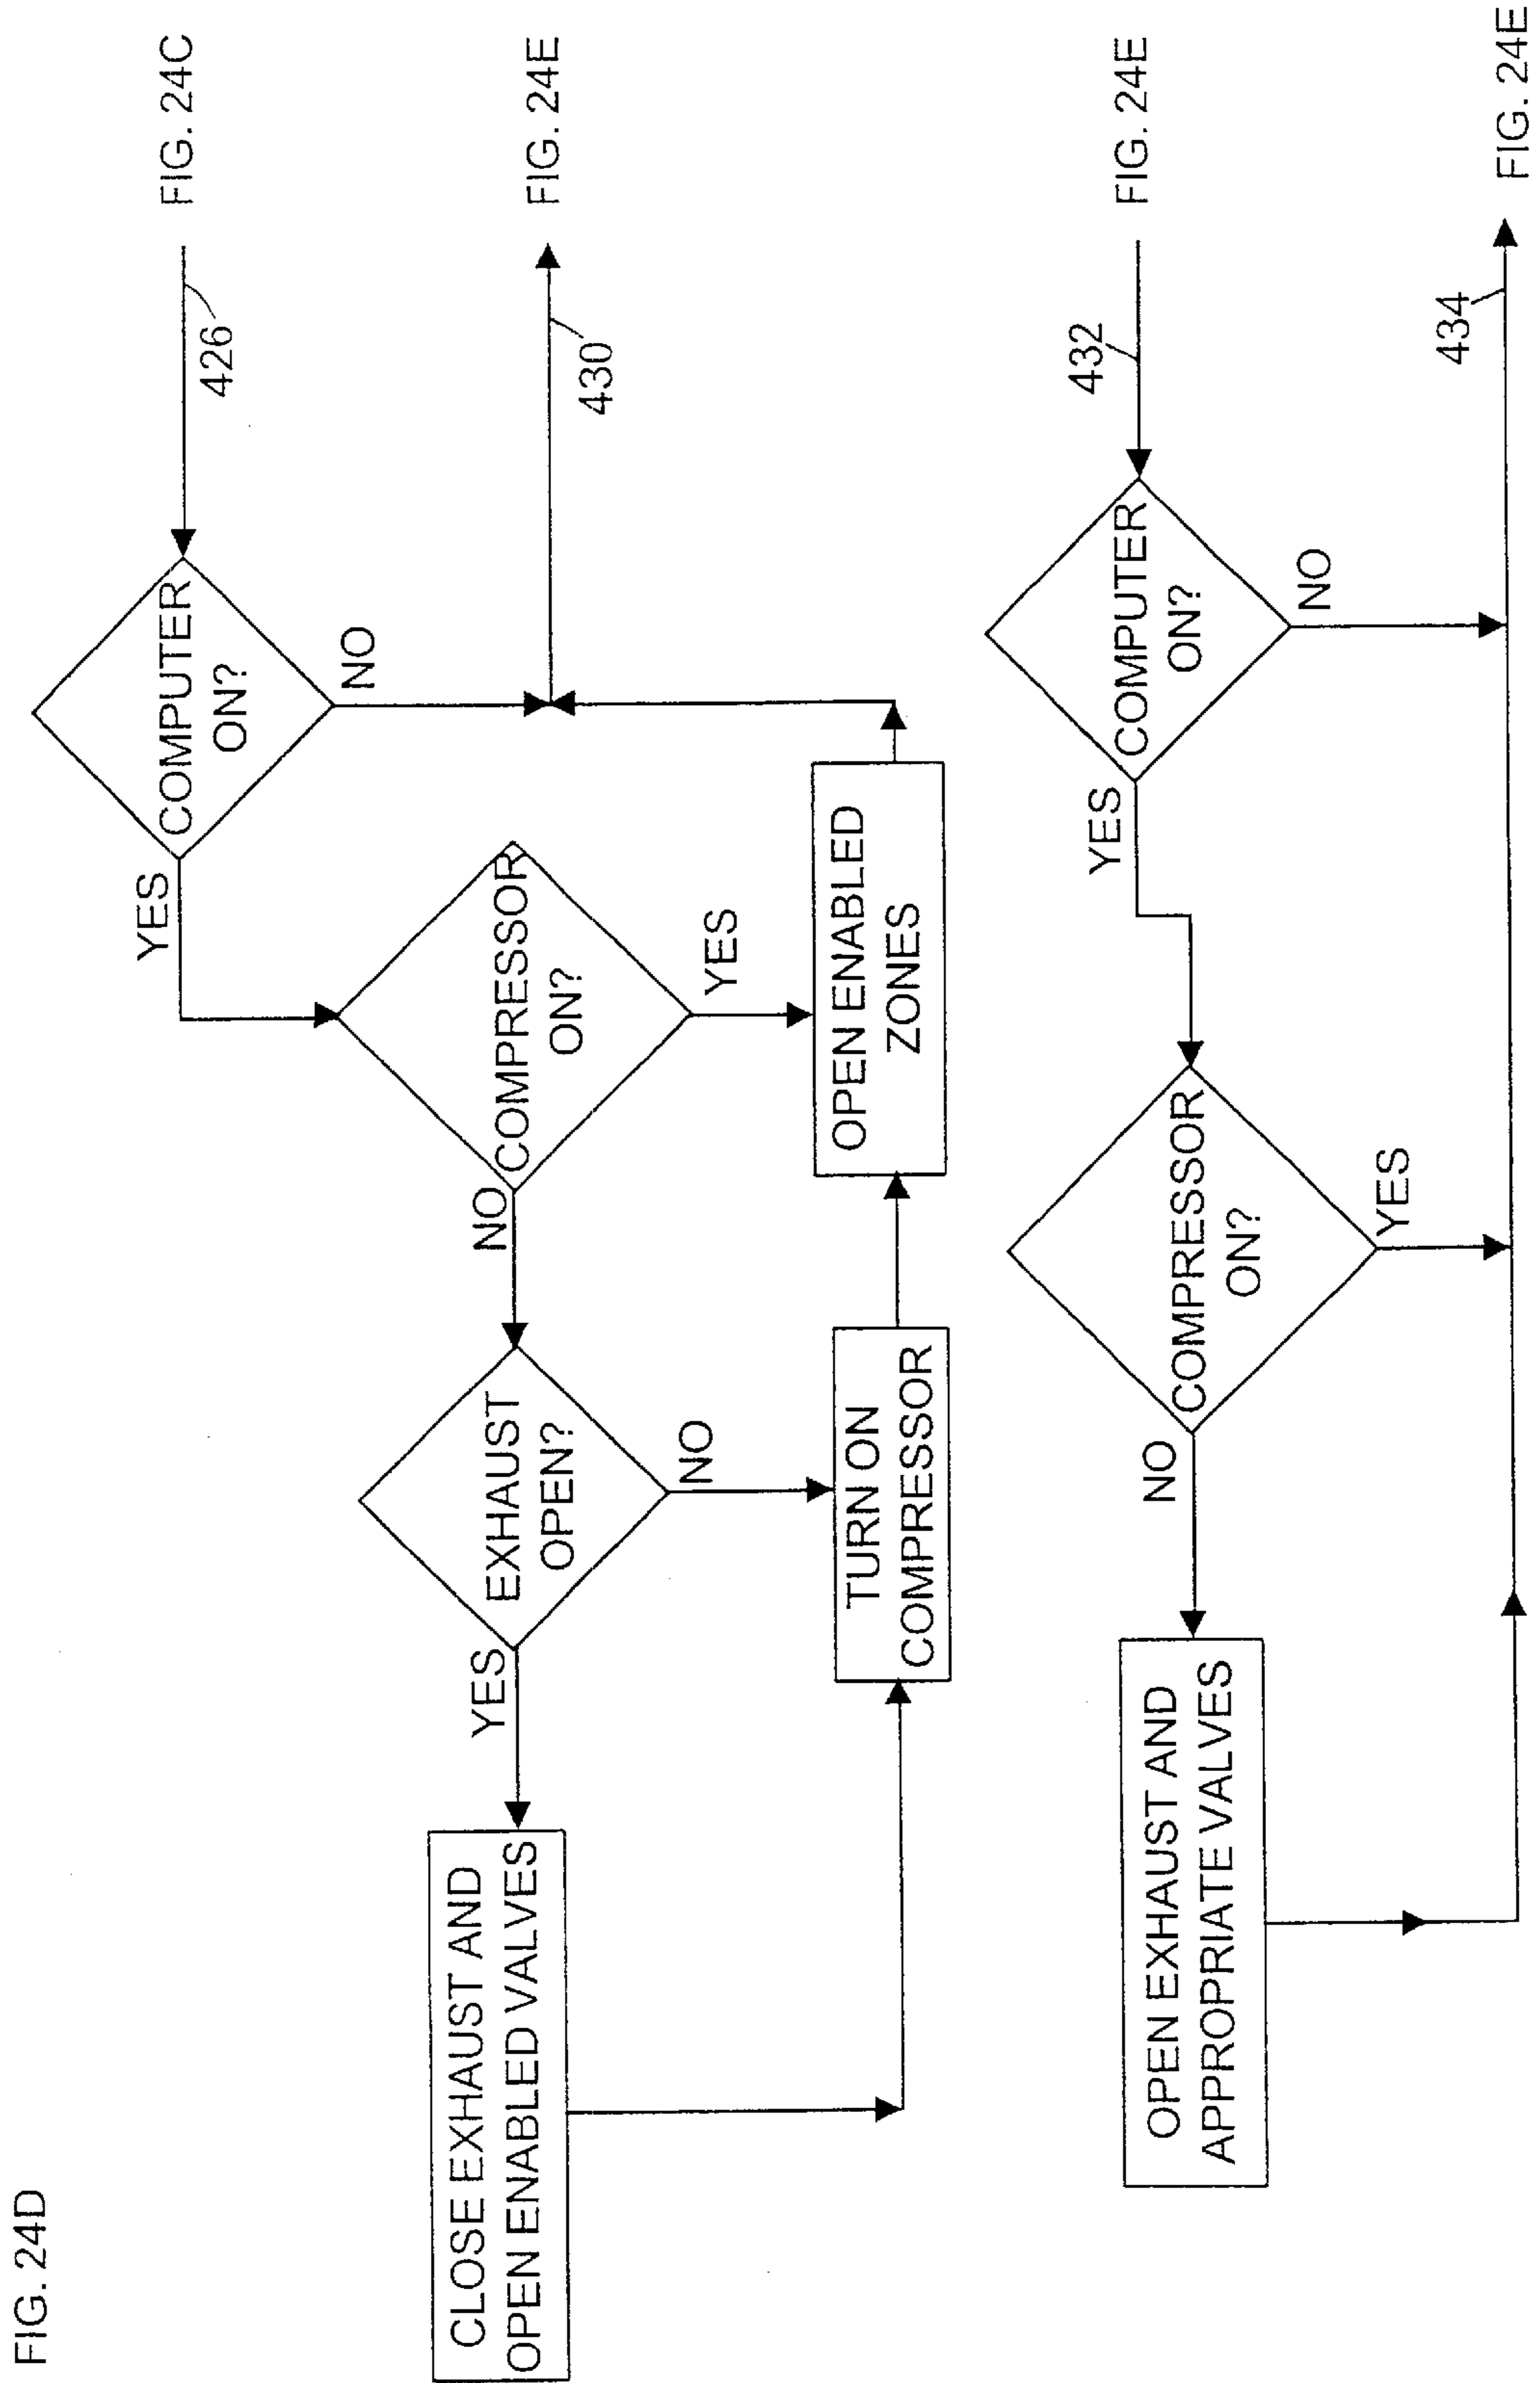 FIG. 24D
FIG. 24C
426
COMPUTER
ON?
YES
NO
FIG. 24E
430
COMPRESSOR
ON?
NO
YES
EXHAUST
OPEN?
YES
NO
CLOSE EXHAUST AND
OPEN ENABLED VALVES
TURN ON
COMPRESSOR
OPEN ENABLED
ZONES
FIG. 24E
432
COMPUTER
ON?
YES
NO
COMPRESSOR
ON?
NO
YES
OPEN EXHAUST AND
APPROPRIATE VALVES
434
FIG. 24E